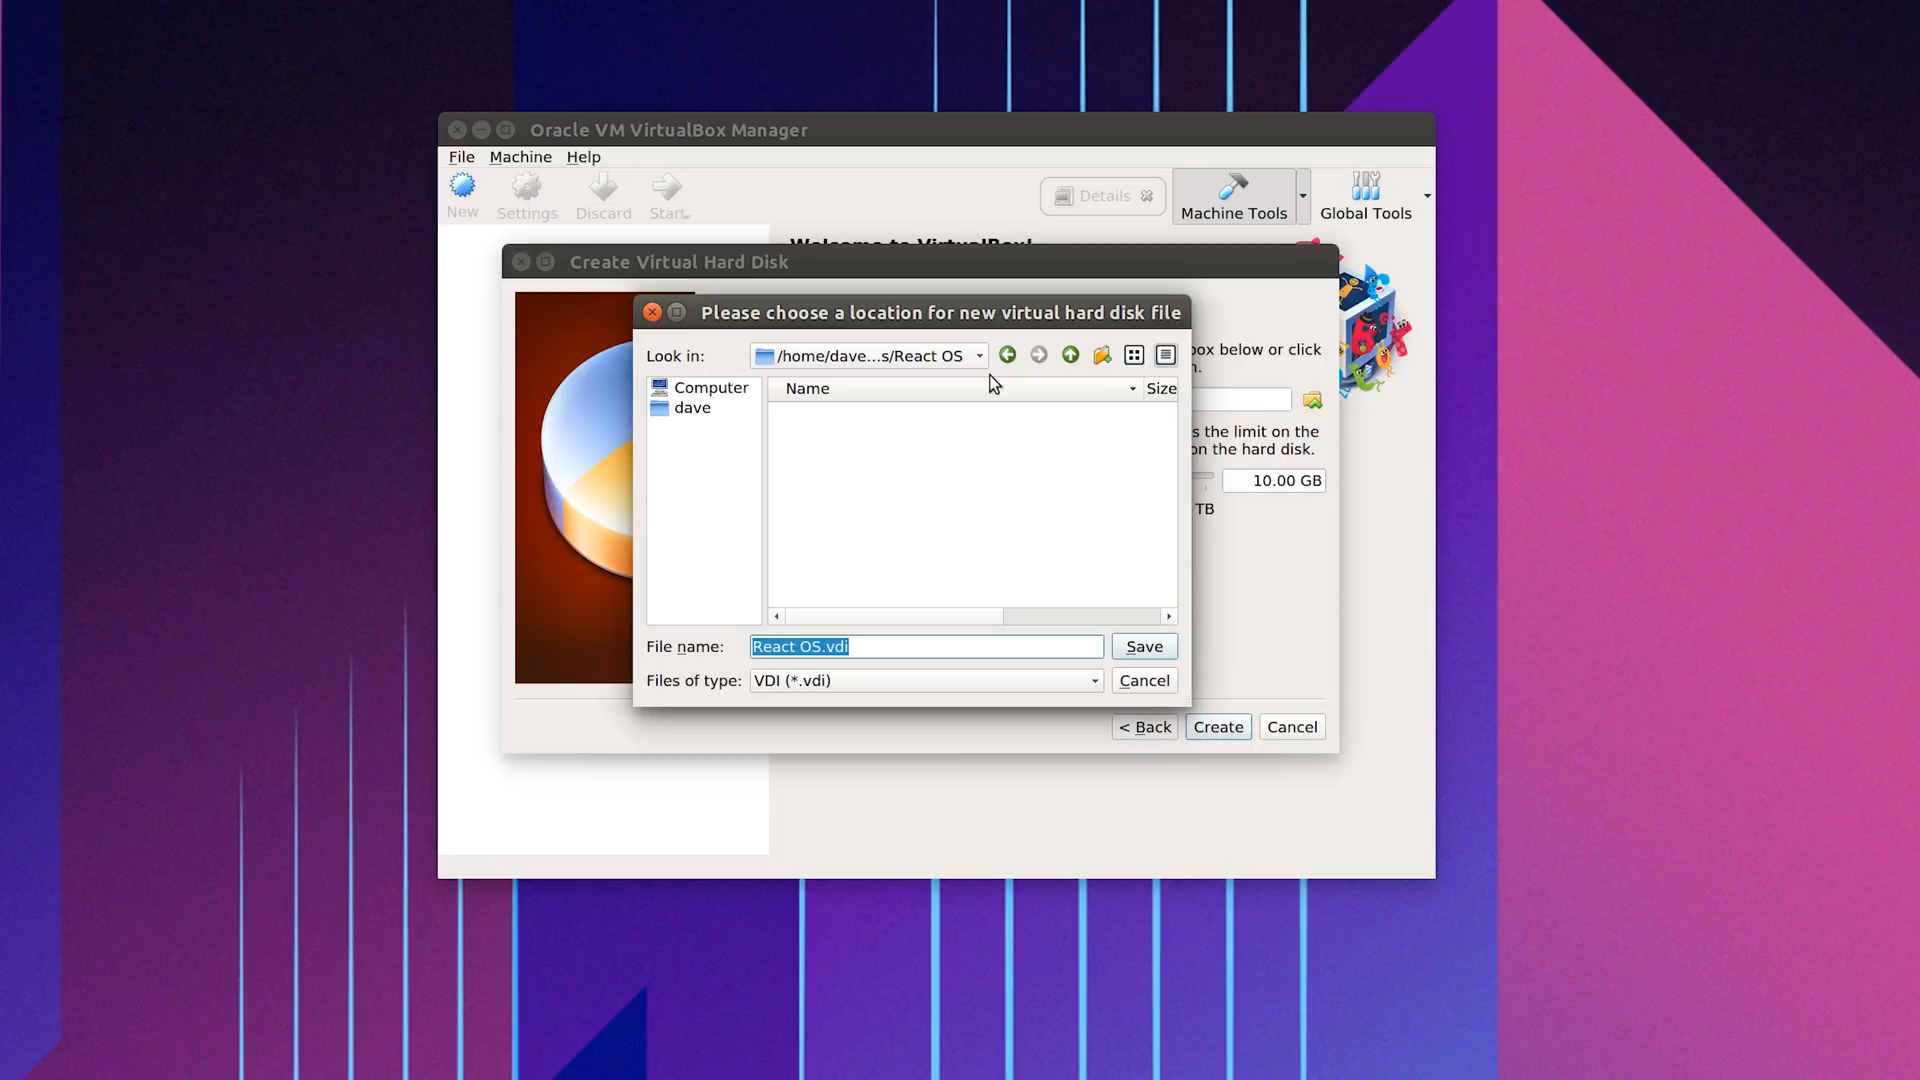 Oracle VM VirtualBox Manager
File Machine Help
New Settings Discard Start
Details Machine Tools Global Tools
Welcome to VirtualBox!
Create Virtual Hard Disk
Please choose a location for new virtual hard disk file
Look in: /home/dave...s/React OS
box below or click
n.
Computer
dave
Name Size
s the limit on the
on the hard disk.
10.00 GB
TB
File name: React OS.vdi Save
Files of type: VDI (*.vdi) Cancel
< Back Create Cancel